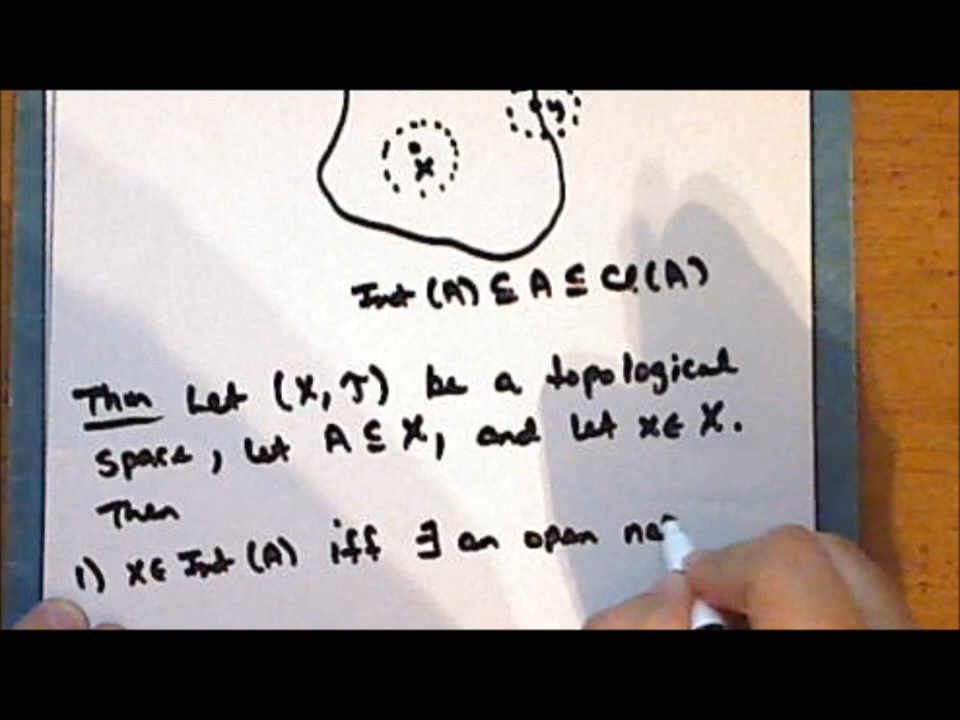 y
x
Int (A) ⊆ A ⊆ Cl(A)
Thm Let (X, T) be a topological
space, let A ⊆ X, and let x ∈ X.
Then
1) x ∈ Int (A) iff ∃ an open